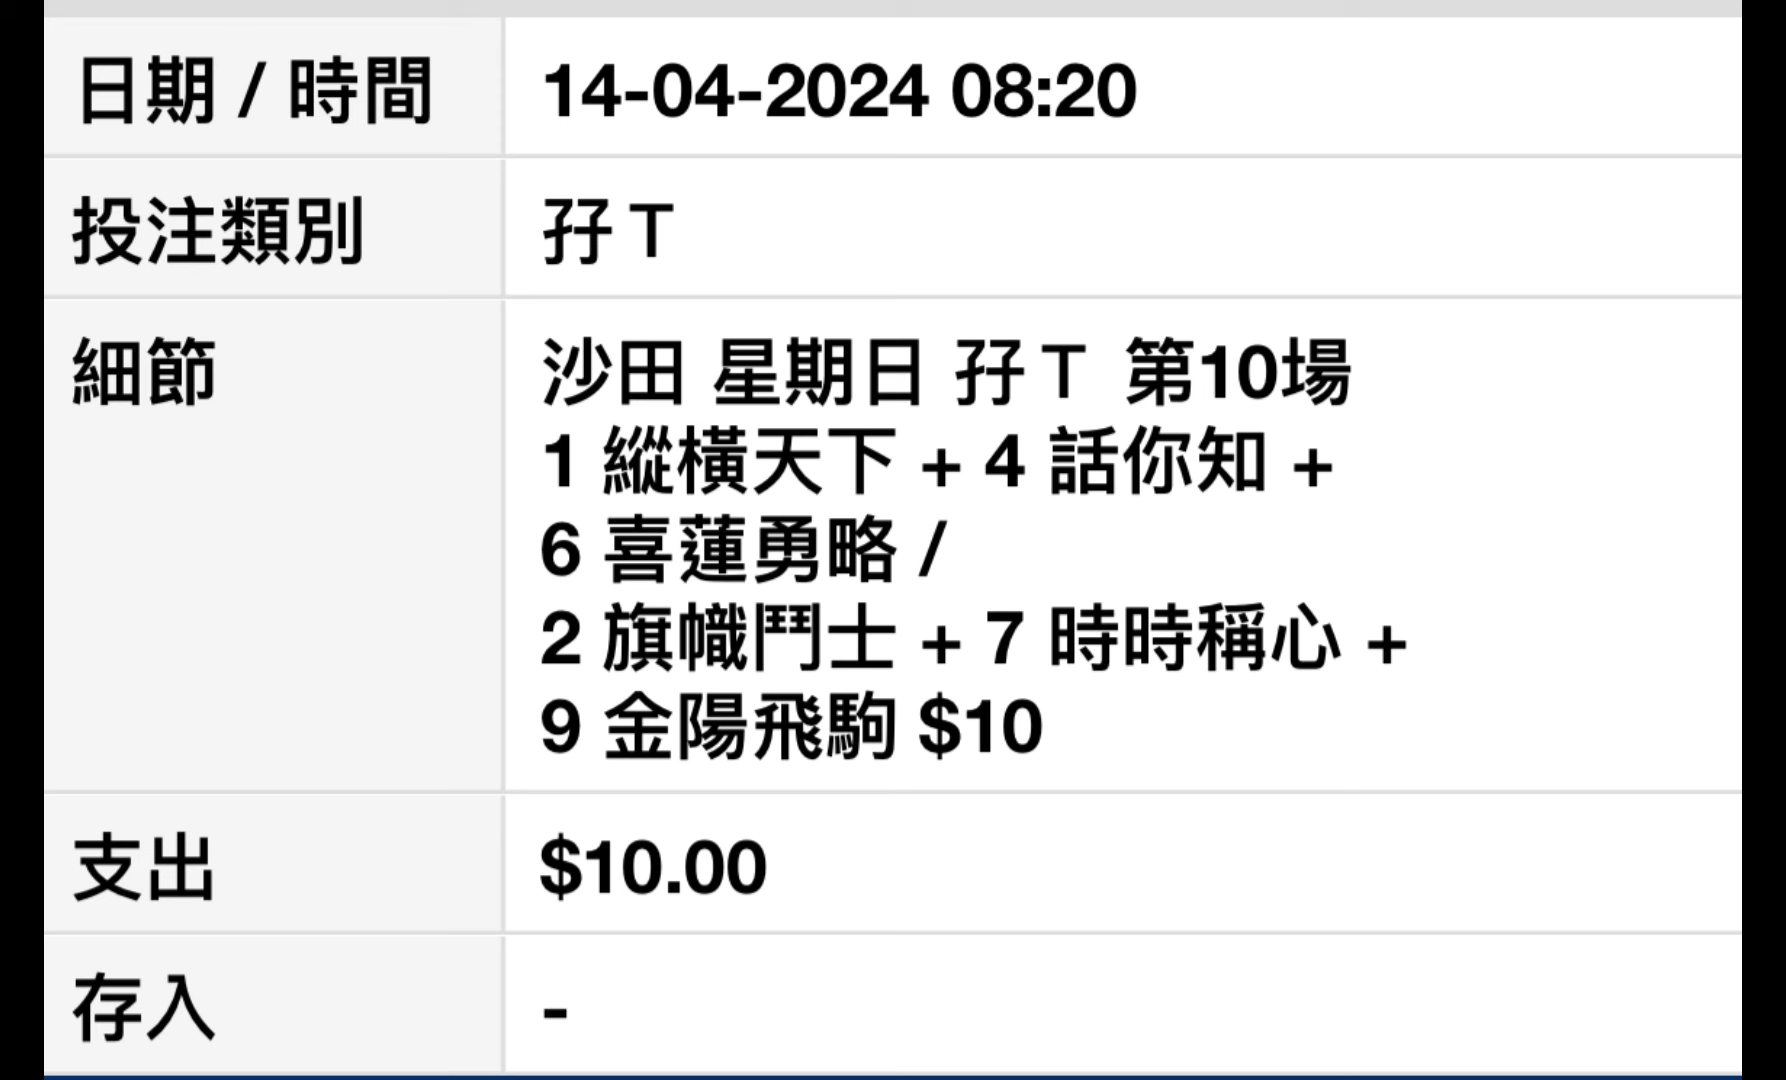 日期 / 時間
14-04-2024 08:20
投注類別
孖T
細節
沙田 星期日 孖T 第10場
1 縱橫天下 + 4 話你知 +
6 喜蓮勇略 /
2 旗幟鬥士 + 7 時時稱心 +
9 金陽飛駒 $10
支出
$10.00
存入
-